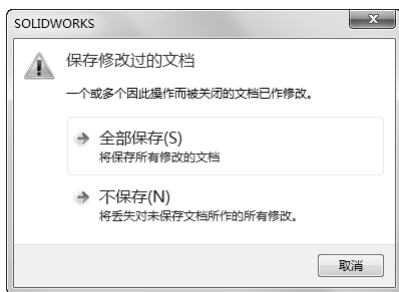 SOLIDWORKS
保存修改过的文档
一个或多个因此操作而被关闭的文档已作修改。
全部保存(S)
将保存所有修改的文档
不保存(N)
将丢失对未保存文档所作的所有修改。
取消